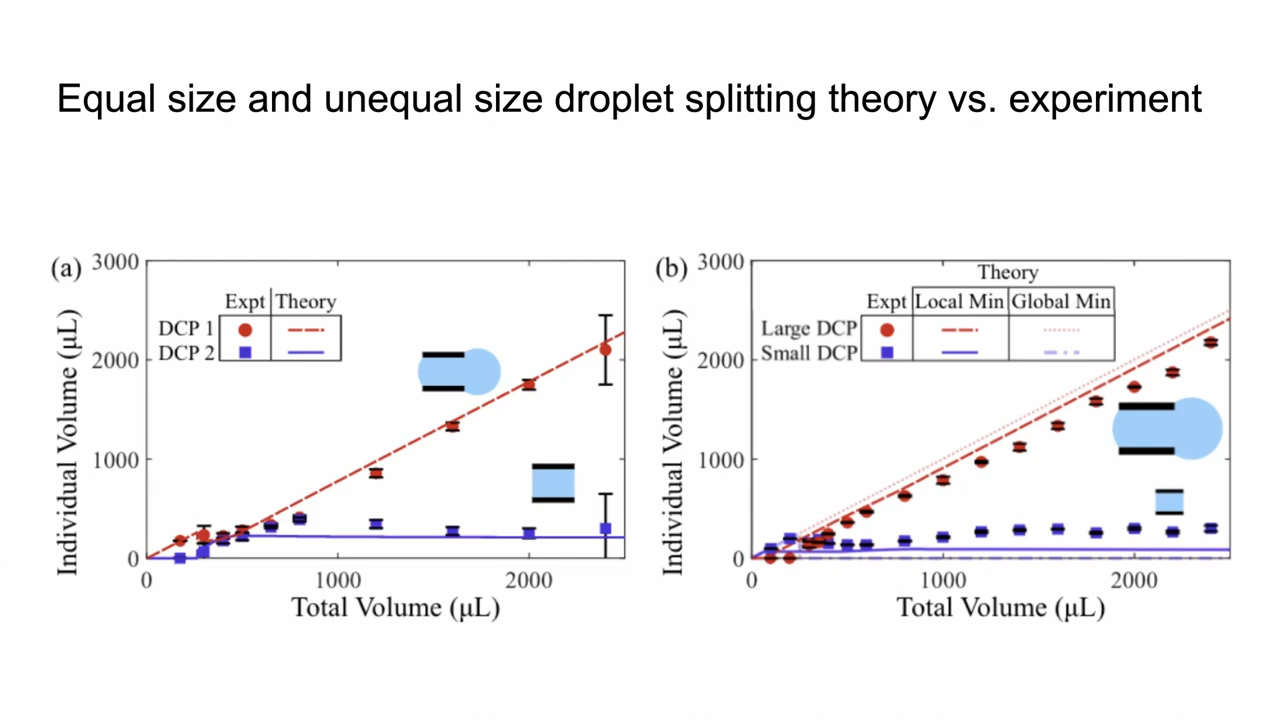 Equal size and unequal size droplet splitting theory vs. experiment
(a)
3000
2000
1000
0
Individual Volume (μL)
Expt Theory
DCP 1
DCP 2
0 1000 2000
Total Volume (μL)
(b)
3000
2000
1000
0
Individual Volume (μL)
Theory
Expt Local Min Global Min
Large DCP
Small DCP
0 1000 2000
Total Volume (μL)